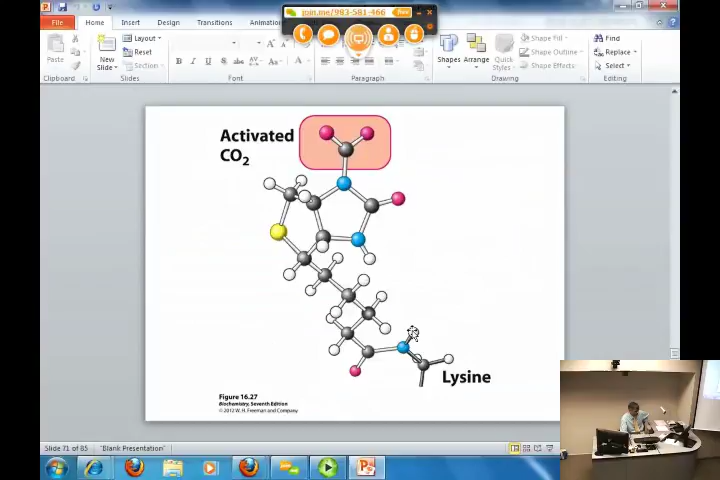 join.me/983-581-466
File
Home
Insert
Design
Transitions
Paste
Clipboard
New
Slide
Layout
Reset
Section
Slides
B I U S
Font
Paragraph
Shapes
Arrange
Quick
Styles
Shape Fill
Shape Outline
Shape Effects
Drawing
Find
Replace
Select
Editing
Activated
CO2
Lysine
Figure 16.27
Biochemistry, Seventh Edition
© 2012 W. H. Freeman and Company
Slide 71 of 85
"Blank Presentation"